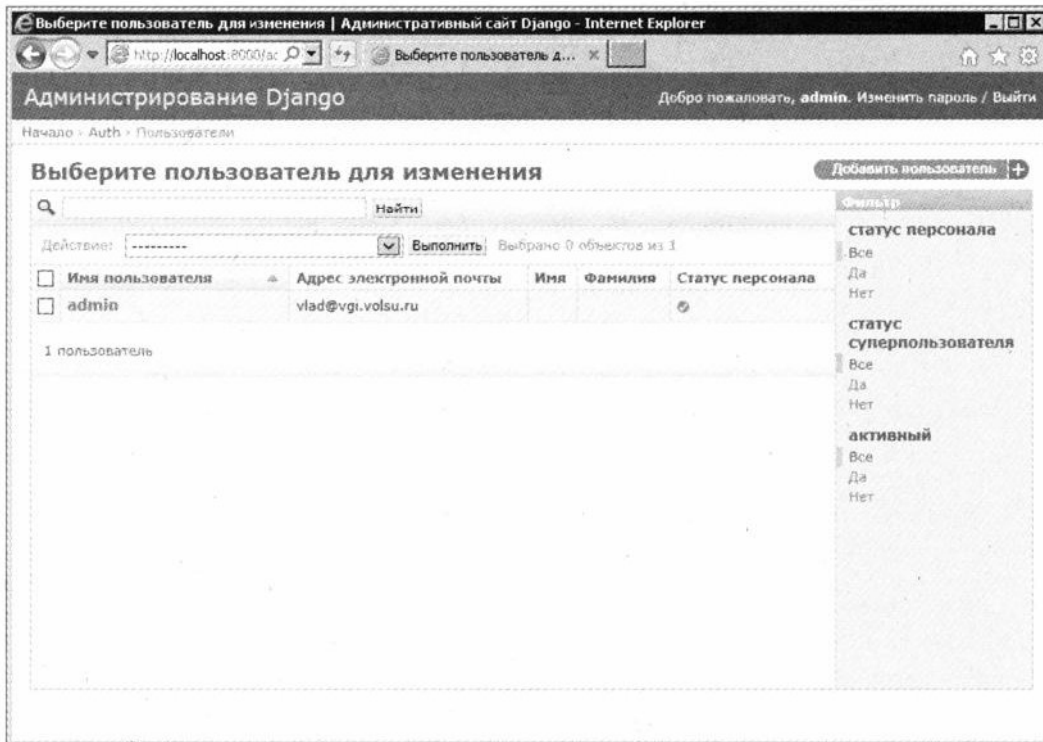 Выберите пользователь для изменения | Административный сайт Django - Internet Explorer
http://localhost:8000/ac
Выберите пользователь д...
Администрирование Django
Добро пожаловать, admin. Изменить пароль / Выйти
Начало › Auth › Пользователи
Выберите пользователь для изменения
Добавить пользователь +
Найти
Действие: ---------
Выполнить
Выбрано 0 объектов из 1
Имя пользователя
Адрес электронной почты
Имя
Фамилия
Статус персонала
admin
vlad@vgi.volsu.ru
1 пользователь
Фильтр
статус персонала
Все
Да
Нет
статус
суперпользователя
Все
Да
Нет
активный
Все
Да
Нет